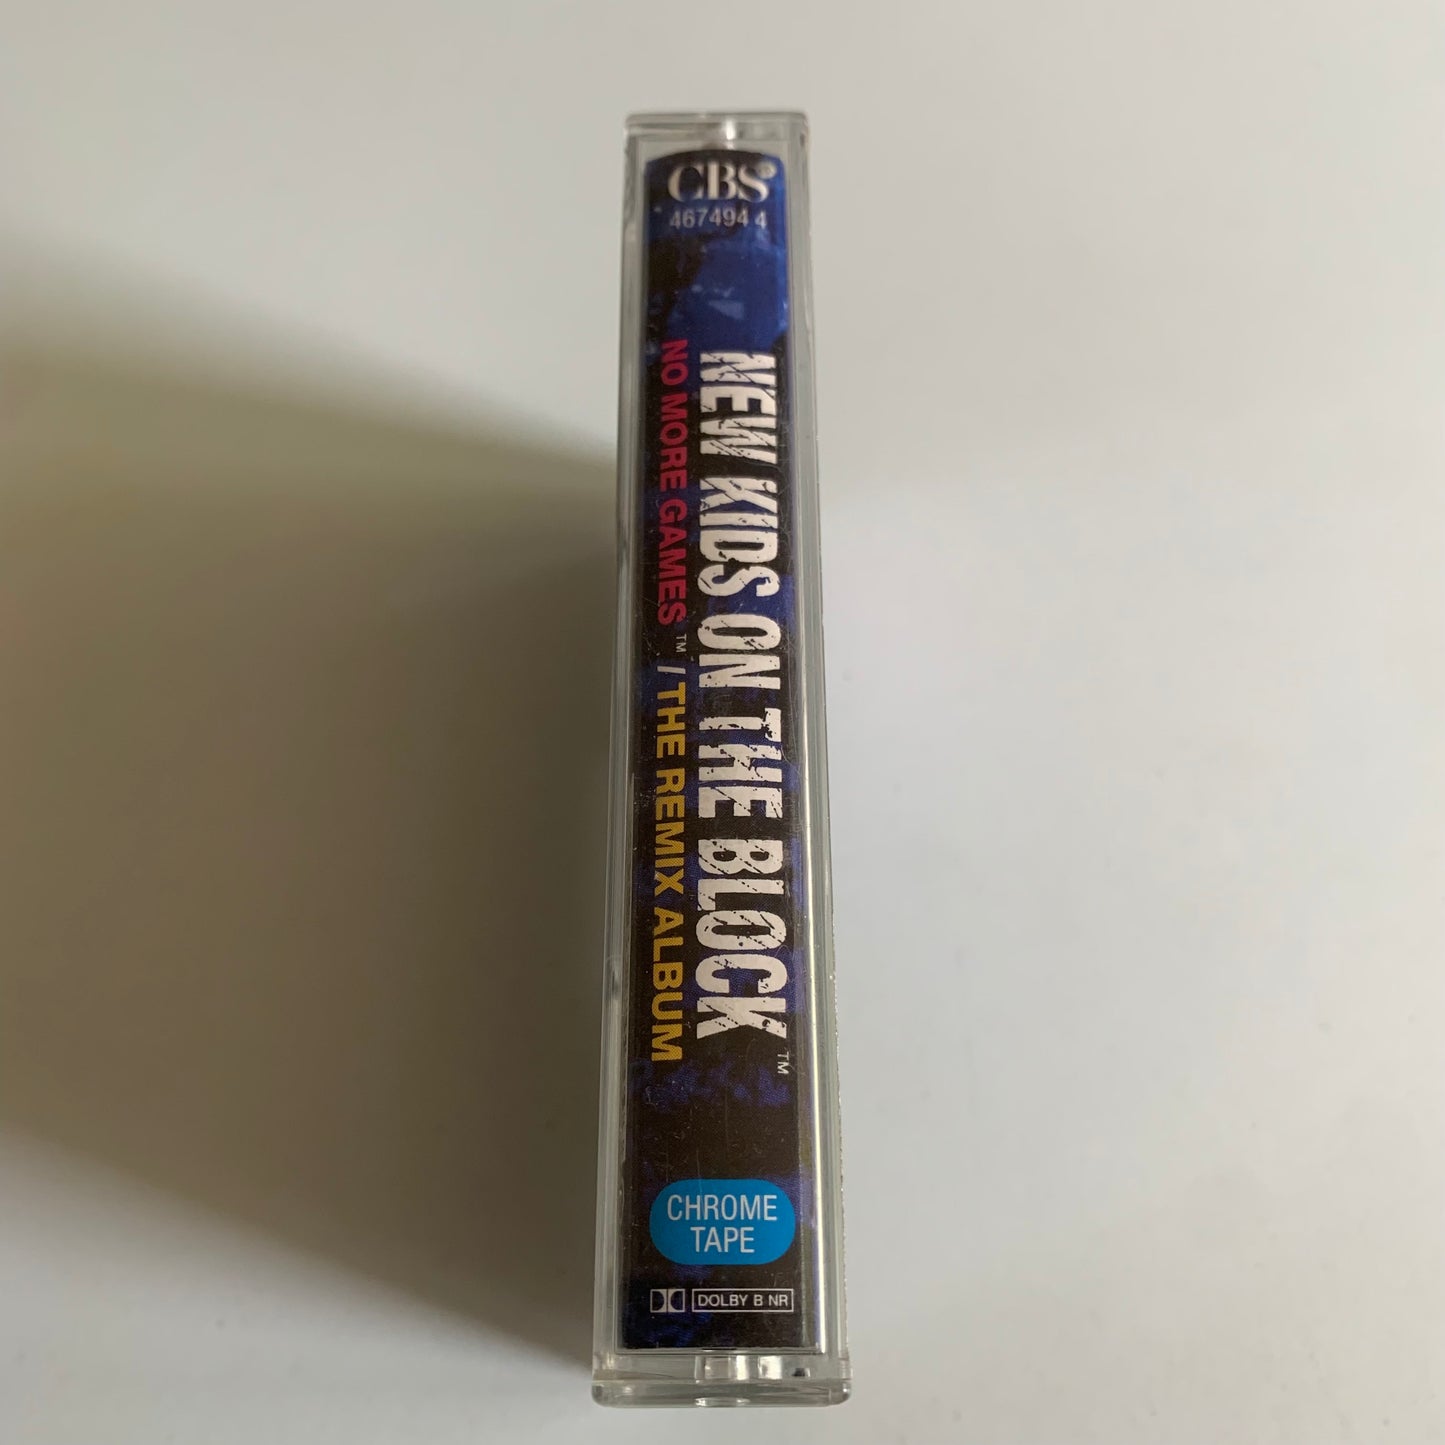 CBS®
467494 4
NEW KIDS ON THE BLOCK™
NO MORE GAMES™ / THE REMIX ALBUM
CHROME
TAPE
DOLBY B NR